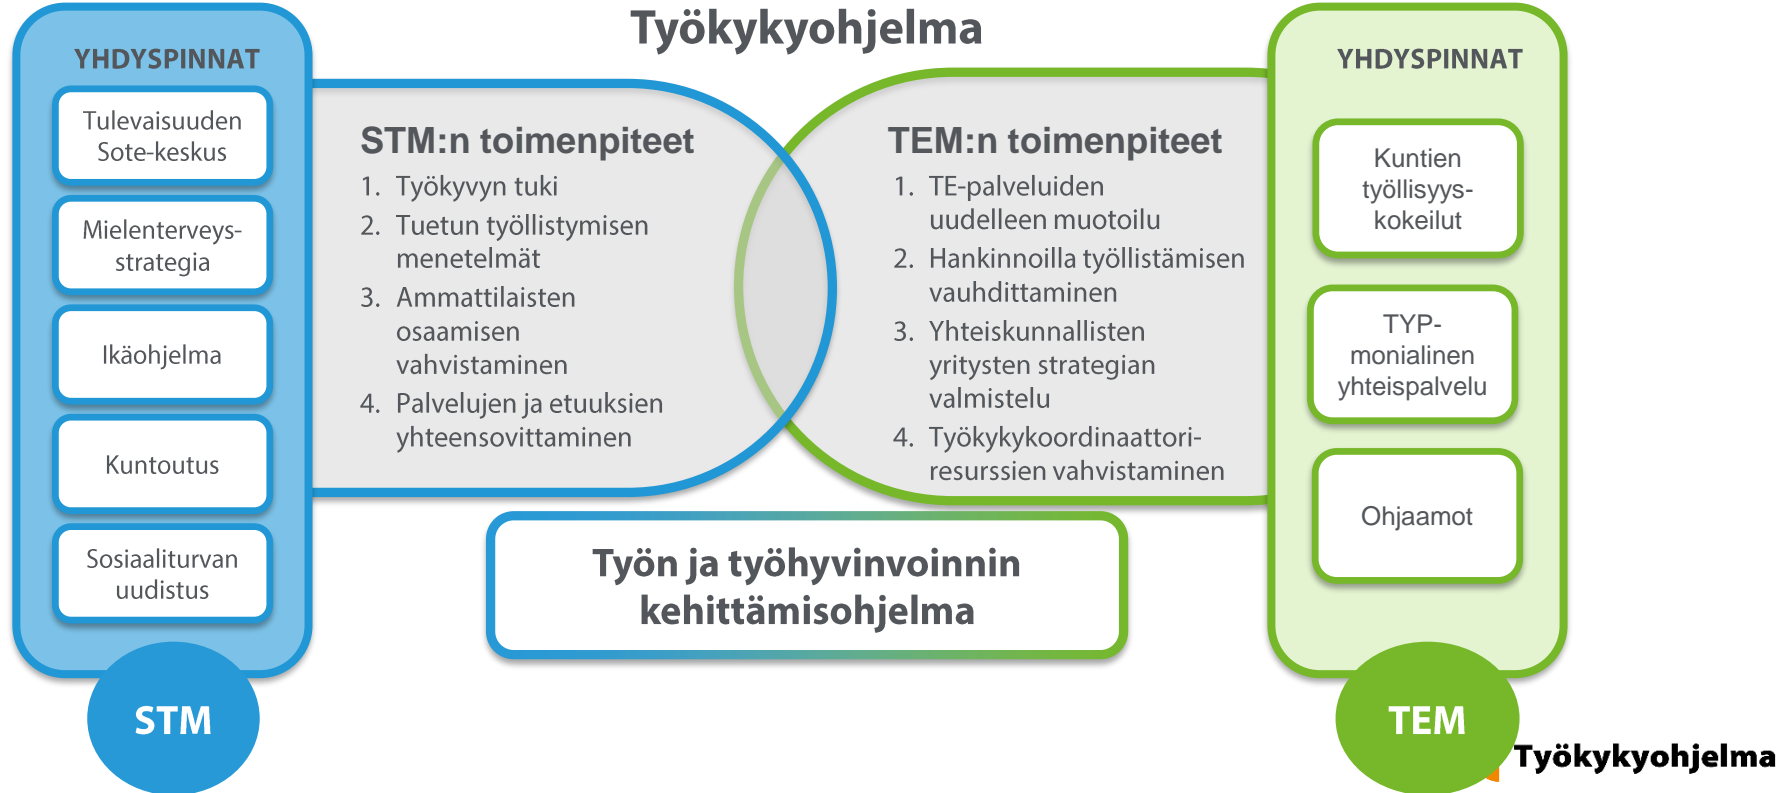 Työkykyohjelma
YHDYSPINNAT
Tulevaisuuden
Sote-keskus
Mielenterveys-
strategia
Ikäohjelma
Kuntoutus
Sosiaaliturvan
uudistus
STM
STM:n toimenpiteet
1. Työkyvyn tuki
2. Tuetun työllistymisen
menetelmät
3. Ammattilaisten
osaamisen
vahvistaminen
4. Palvelujen ja etuuksien
yhteensovittaminen
TEM:n toimenpiteet
1. TE-palveluiden
uudelleen muotoilu
2. Hankinnoilla työllistämisen
vauhdittaminen
3. Yhteiskunnallisten
yritysten strategian
valmistelu
4. Työkykykoordinaattori-
resurssien vahvistaminen
Työn ja työhyvinvoinnin
kehittämisohjelma
YHDYSPINNAT
Kuntien
työllisyys-
kokeilut
TYP-
monialinen
yhteispalvelu
Ohjaamot
TEM
Työkykyohjelma